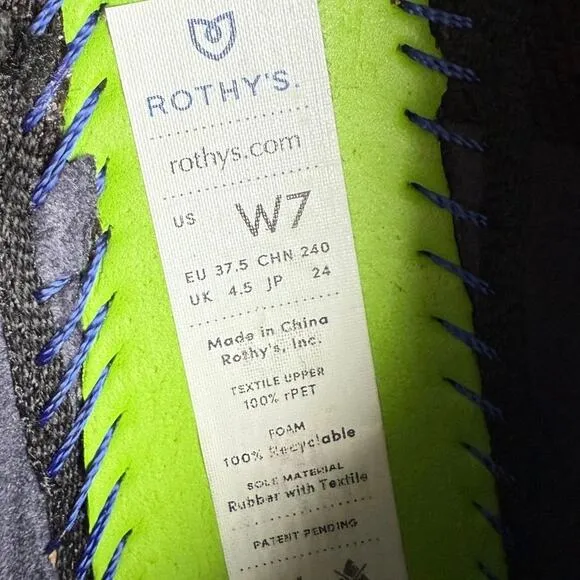 ROTHY'S.
rothys.com
US W7
EU 37.5 CHN 240
UK 4.5 JP 24
Made in China
Rothy's, Inc.
TEXTILE UPPER
100% rPET
FOAM
100% Recyclable
SOLE MATERIAL
Rubber with Textile
PATENT PENDING